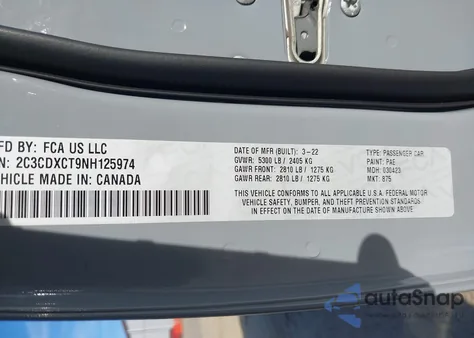 MFD BY: FCA US LLC
N: 2C3CDXCT9NH125974
VEHICLE MADE IN: CANADA
DATE OF MFR (BUILT): 3-22
GVWR: 5300 LB / 2405 KG
GAWR FRONT: 2810 LB / 1275 KG
GAWR REAR: 2810 LB / 1275 KG
TYPE: PASSENGER CAR
PAINT: PAE
MDH: 030423
MKT: 675
THIS VEHICLE CONFORMS TO ALL APPLICABLE U.S.A. FEDERAL MOTOR
VEHICLE SAFETY, BUMPER, AND THEFT PREVENTION STANDARDS
IN EFFECT ON THE DATE OF MANUFACTURE SHOWN ABOVE.
autoSnap